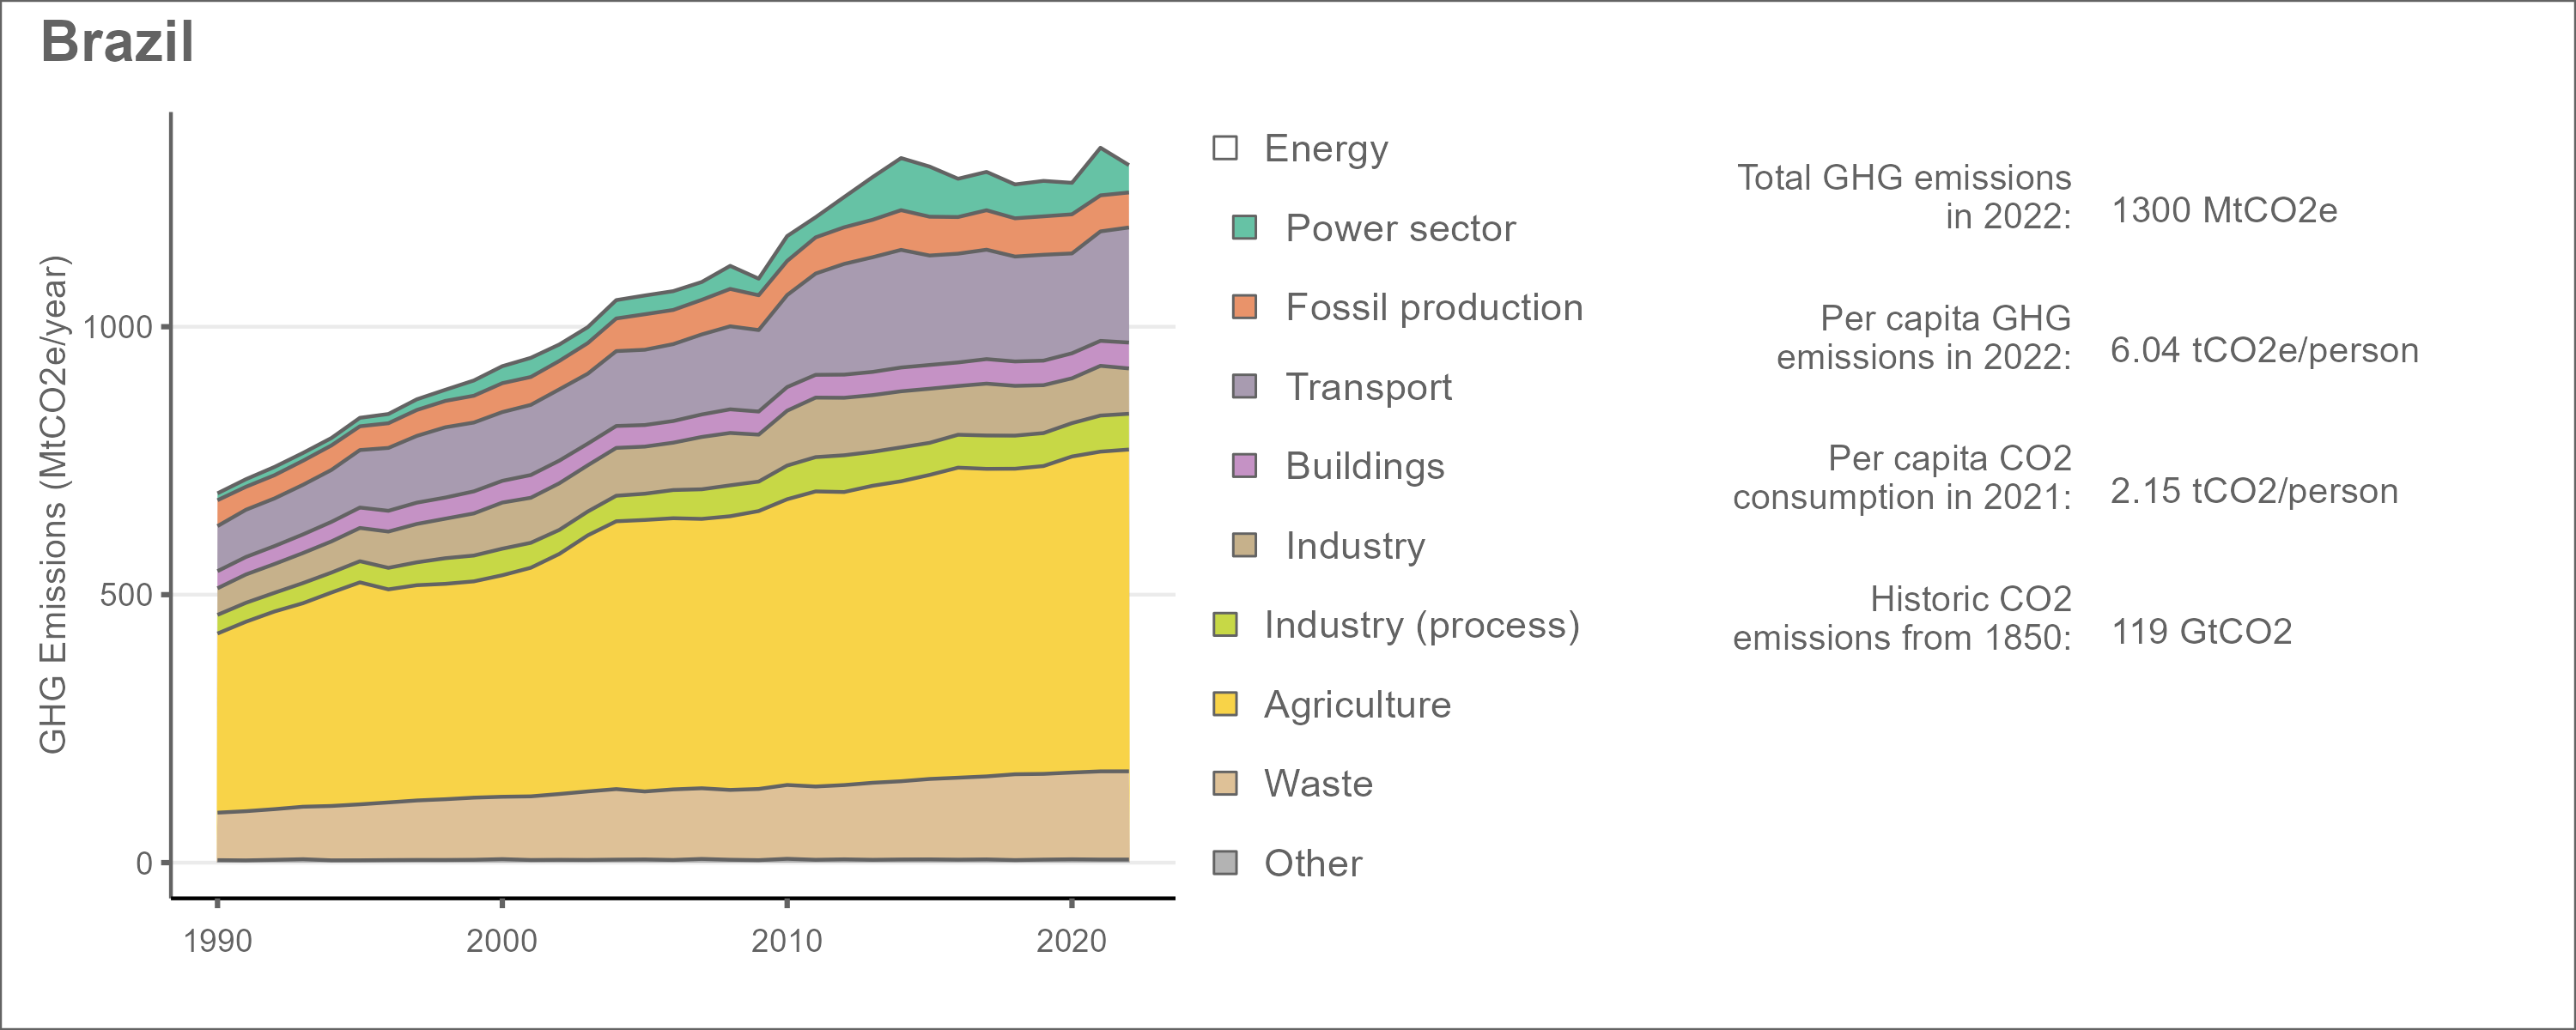 Brazil
GHG Emissions (MtCO2e/year)
1000
500
0
1990
2000
2010
2020
Energy
Power sector
Fossil production
Transport
Buildings
Industry
Industry (process)
Agriculture
Waste
Other
Total GHG emissions
in 2022:
1300 MtCO2e
Per capita GHG
emissions in 2022:
6.04 tCO2e/person
Per capita CO2
consumption in 2021:
2.15 tCO2/person
Historic CO2
emissions from 1850:
119 GtCO2